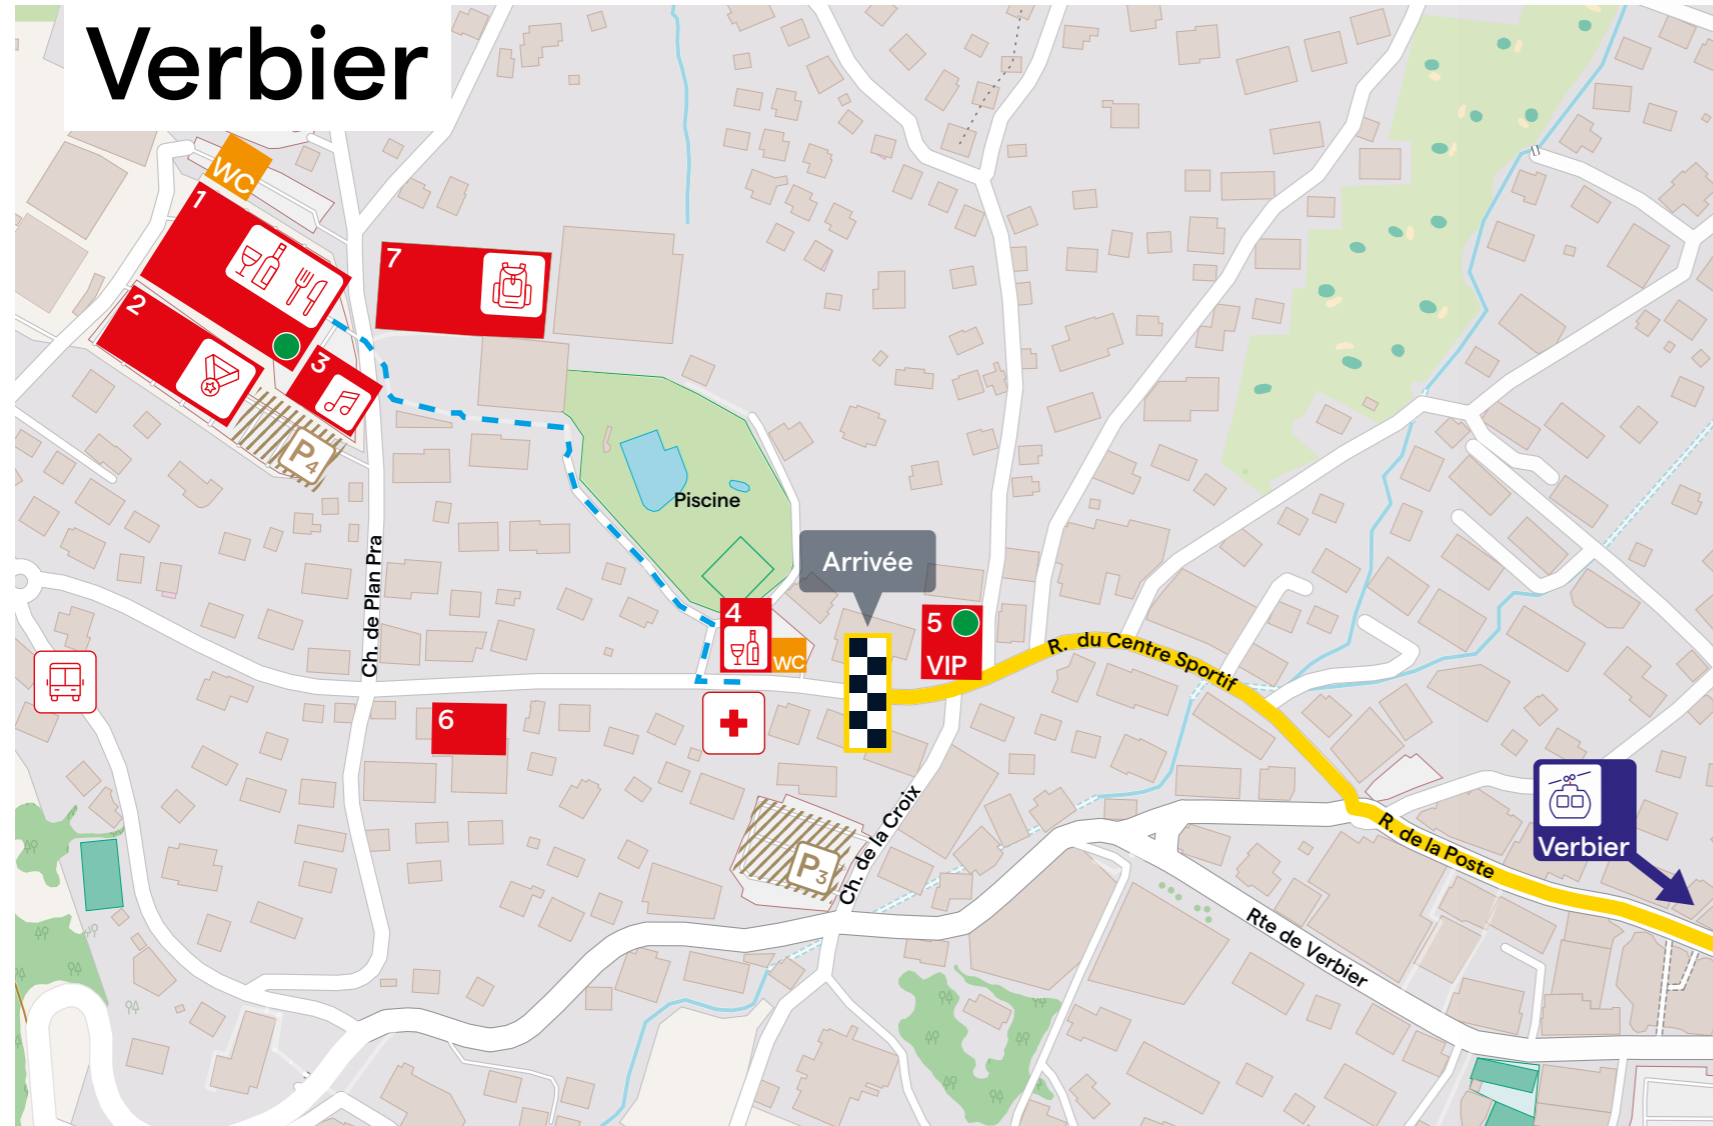 Verbier
WC
1
2
3
7
P4
Piscine
Arrivée
4
WC
5
VIP
Ch. de Plan Pra
R. du Centre Sportif
6
P3
Ch. de la Croix
R. de la Poste
Verbier
Rte de Verbier